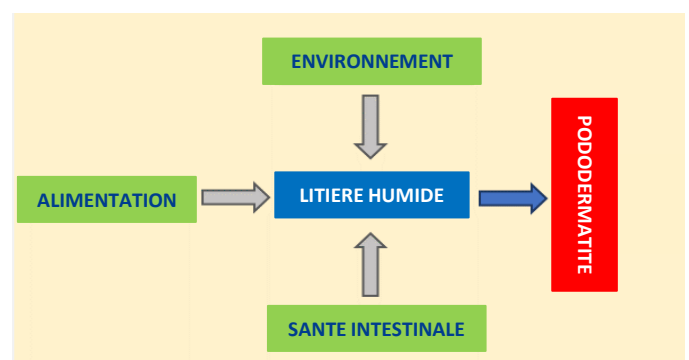 ENVIRONNEMENT
ALIMENTATION
LITIERE HUMIDE
PODODERMATITE
SANTE INTESTINALE